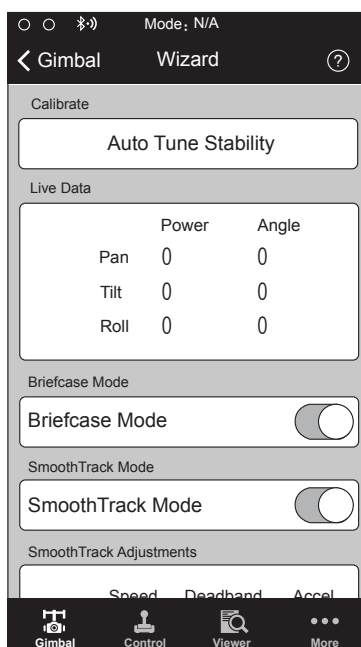 Mode: N/A
Gimbal Wizard ?
Calibrate
Auto Tune Stability
Live Data
Power Angle
Pan 0 0
Tilt 0 0
Roll 0 0
Briefcase Mode
Briefcase Mode
SmoothTrack Mode
SmoothTrack Mode
SmoothTrack Adjustments
Speed Deadband Accel
Gimbal Control Viewer More